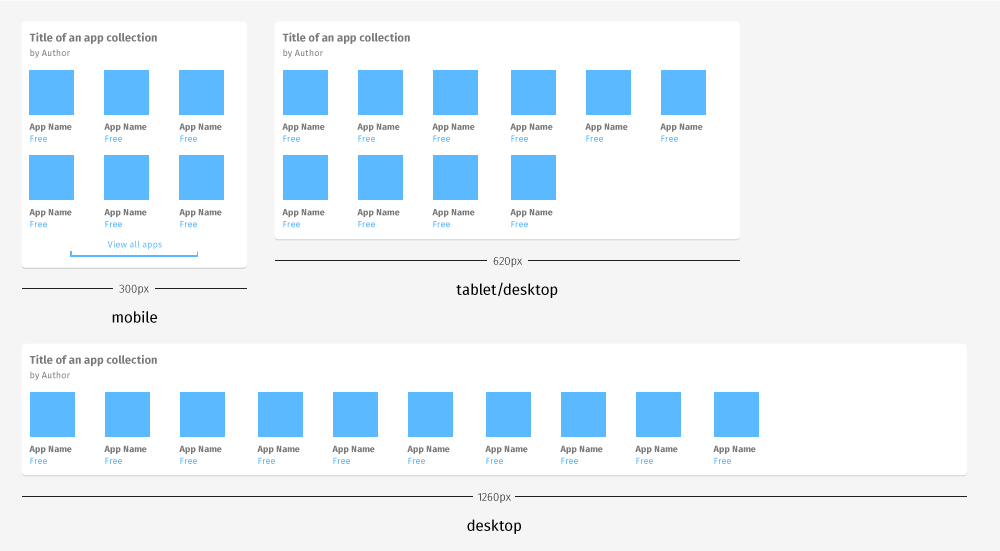 Title of an app collection
by Author
App Name App Name App Name
Free Free Free
App Name App Name App Name
Free Free Free
View all apps
300px
mobile
Title of an app collection
by Author
App Name App Name App Name App Name App Name App Name
Free Free Free Free Free Free
App Name App Name App Name App Name
Free Free Free Free
620px
tablet/desktop
Title of an app collection
by Author
App Name App Name App Name App Name App Name App Name App Name App Name App Name App Name
Free Free Free Free Free Free Free Free Free Free
1260px
desktop